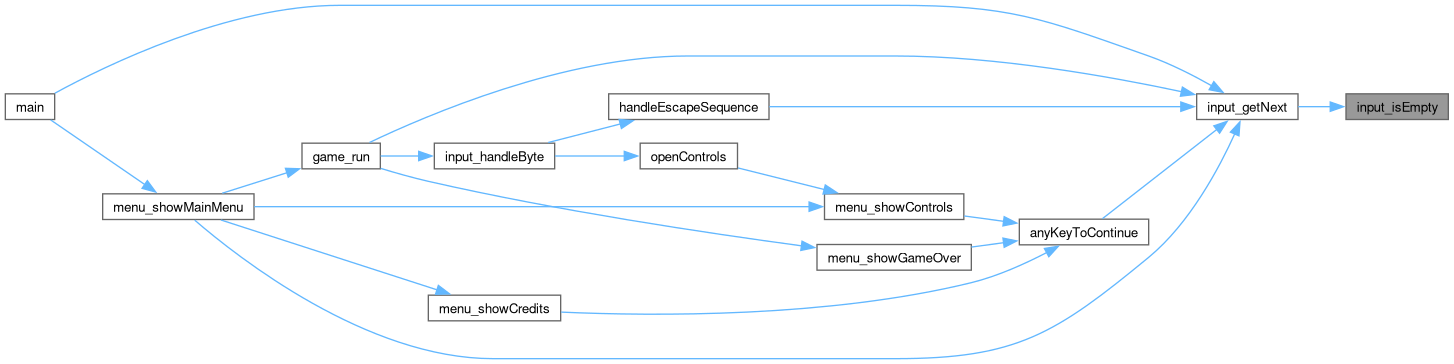 main
handleEscapeSequence
input_getNext
input_isEmpty
game_run
input_handleByte
openControls
menu_showMainMenu
menu_showControls
anyKeyToContinue
menu_showGameOver
menu_showCredits